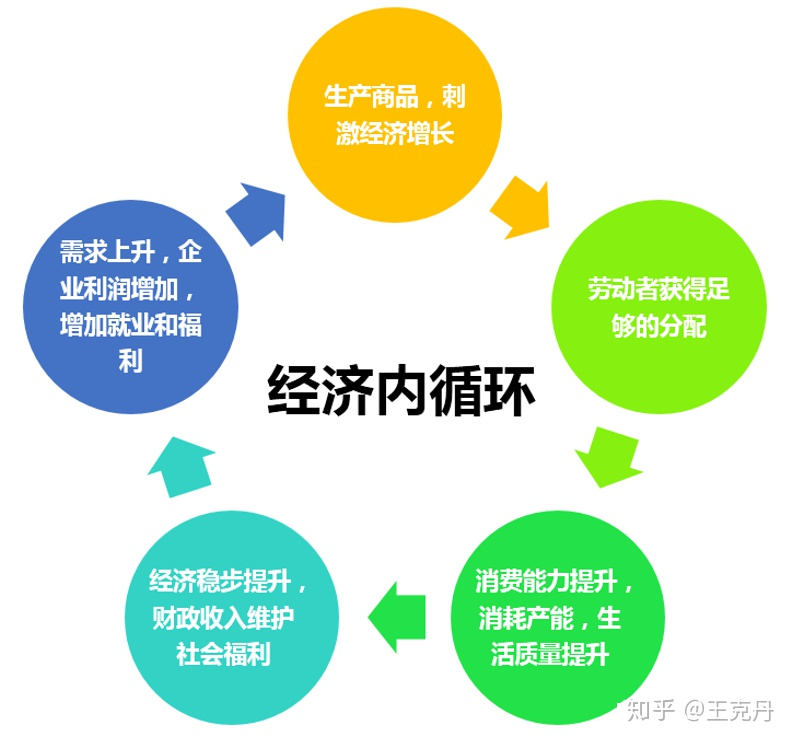 生产商品，刺
激经济增长
劳动者获得足
够的分配
消费能力提升，
消耗产能，生
活质量提升
经济稳步提升，
财政收入维护
社会福利
需求上升，企
业利润增加，
增加就业和福
利
经济内循环
知乎 @王克丹